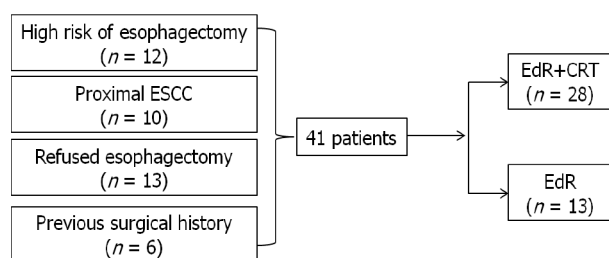 High risk of esophagectomy
(n = 12)
Proximal ESCC
(n = 10)
Refused esophagectomy
(n = 13)
Previous surgical history
(n = 6)
41 patients
EdR+CRT
(n = 28)
EdR
(n = 13)